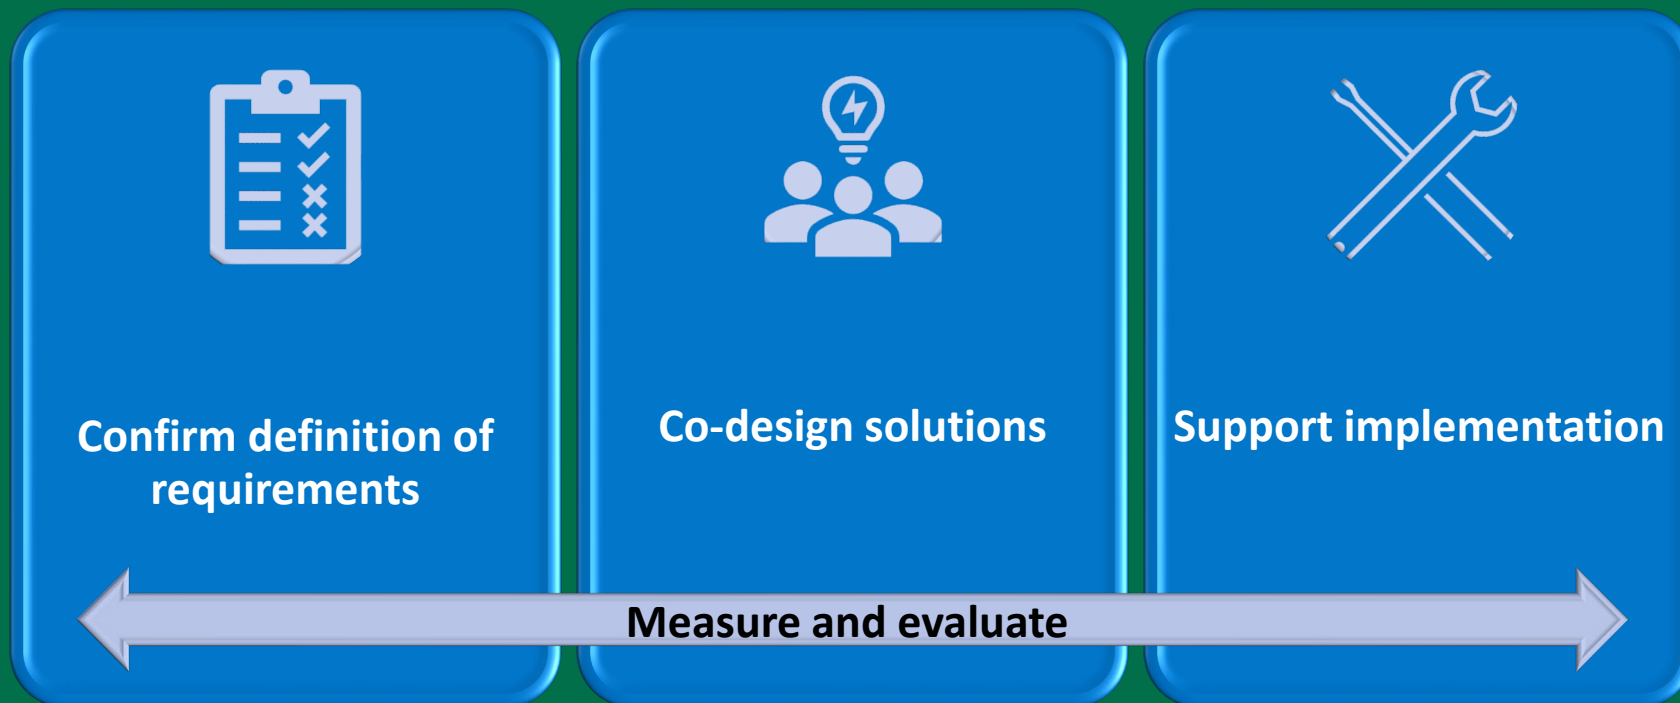 Confirm definition of
requirements
Co-design solutions
Support implementation
Measure and evaluate